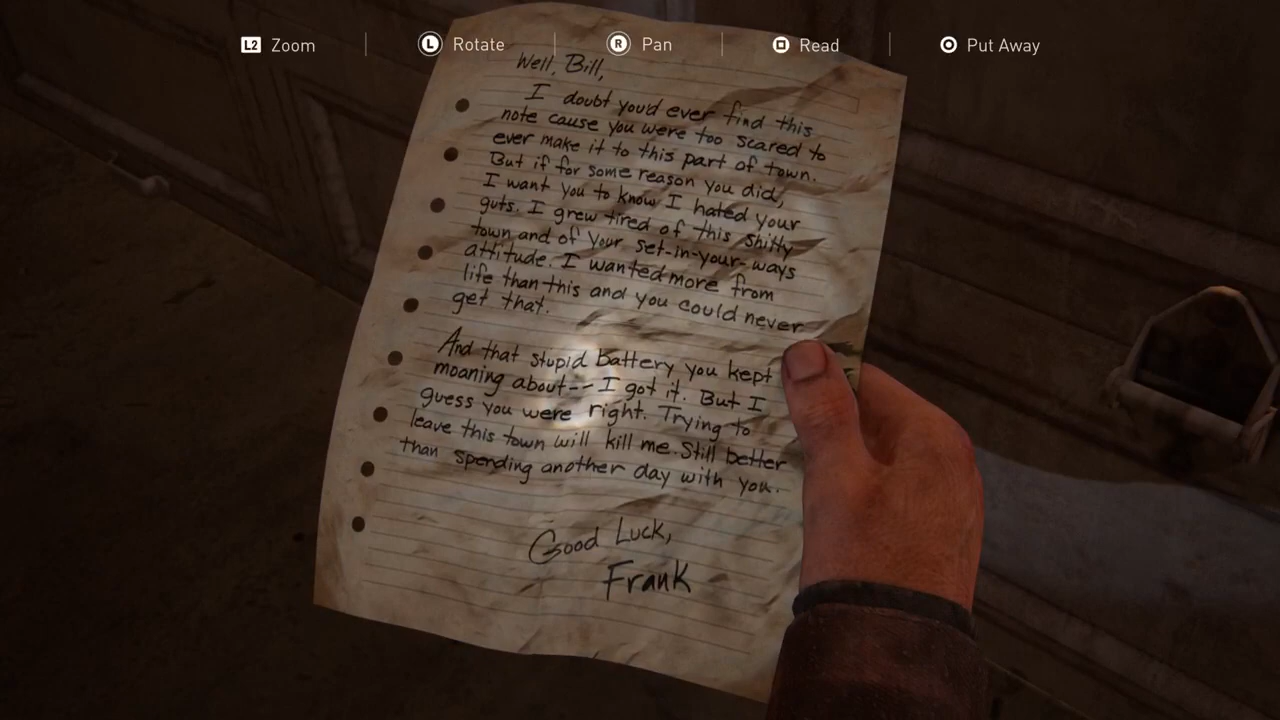 L2 Zoom L Rotate R Pan Read Put Away
Well, Bill,
I doubt you'd ever find this
note cause you were too scared to
ever make it to this part of town.
But if for some reason you did,
I want you to know I hated your
guts. I grew tired of this shitty
town and of your set-in-your-ways
attitude. I wanted more from
life than this and you could never
get that.
And that stupid Battery you kept
moaning about-- I got it. But I
guess you were right. Trying to
leave this town will kill me. Still better
than spending another day with you.
Good Luck,
Frank